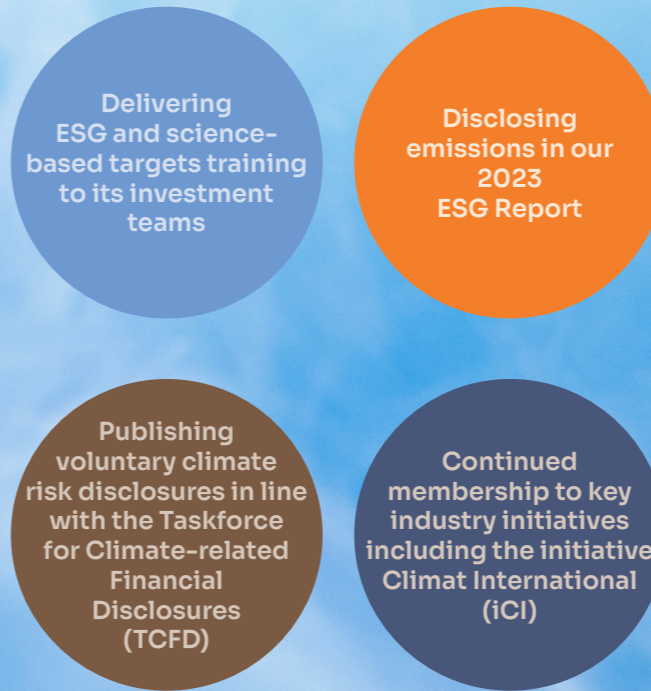 Delivering
ESG and science-
based targets training
to its investment
teams
Disclosing
emissions in our
2023
ESG Report
Publishing
voluntary climate
risk disclosures in line
with the Taskforce
for Climate-related
Financial
Disclosures
(TCFD)
Continued
membership to key
industry initiatives
including the initiative
Climat International
(iCI)